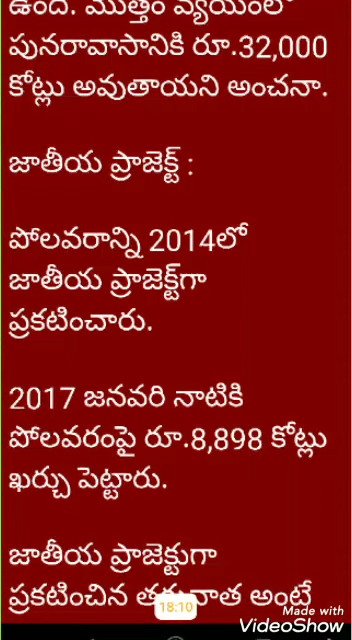 ఉంది. మొత్తం వ్యయంలో
పునరావాసానికి రూ.32,000
కోట్లు అవుతాయని అంచనా.
జాతీయ ప్రాజెక్ట్ :
పోలవరాన్ని 2014లో
జాతీయ ప్రాజెక్ట్‌గా
ప్రకటించారు.
2017 జనవరి నాటికి
పోలవరంపై రూ.8,898 కోట్లు
ఖర్చు పెట్టారు.
జాతీయ ప్రాజెక్టుగా
ప్రకటించిన అంటే
18:10
Made with
VideoShow